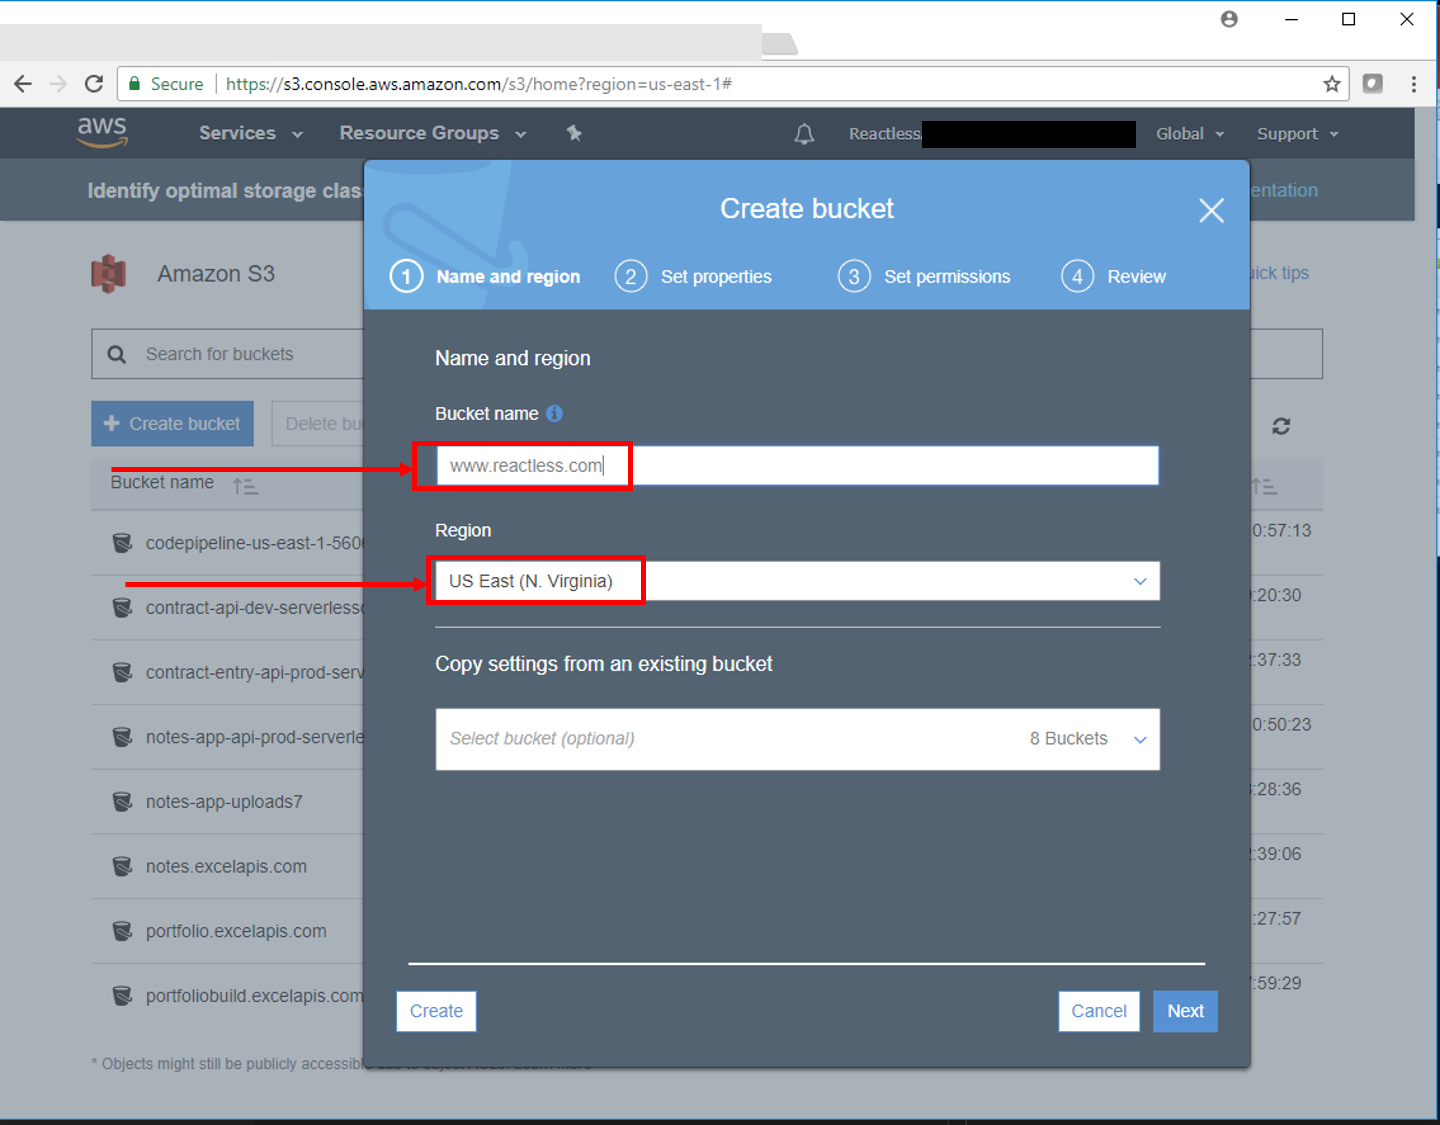 Secure
https://s3.console.aws.amazon.com/s3/home?region=us-east-1#
aws
Services
Resource Groups
Reactless
Global
Support
Identify optimal storage
entation
Create bucket
1 Name and region
2 Set properties
3 Set permissions
4 Review
Amazon S3
tips
Search for buckets
Name and region
Bucket name
+ Create bucket
Delete
www.reactless.com
Bucket name
Region
US East (N. Virginia)
codepipeline-us-east-1-560
0:57:13
contract-api-dev-serverless
:20:30
Copy settings from an existing bucket
contract-entry-api-prod-serv
:37:33
Select bucket (optional)
8 Buckets
notes-app-api-prod-serverle
0:50:23
notes-app-uploads7
:28:36
notes.excelapis.com
:39:06
portfolio.excelapis.com
:27:57
portfoliobuild.excelapis.com
:59:29
Create
Cancel
Next
* Objects might still be publicly accessible